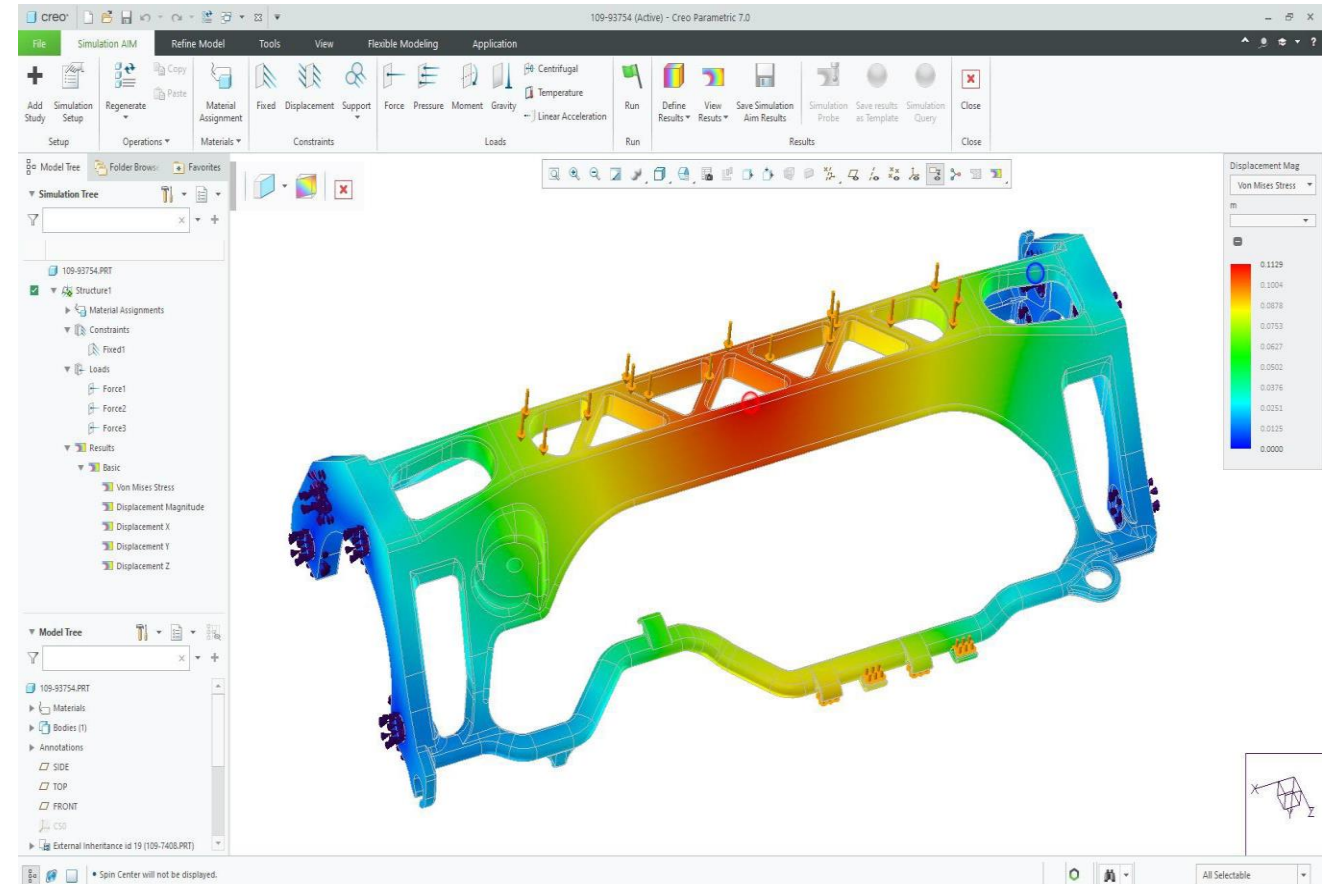 creo®
109-93754 (Active) - Creo Parametric 7.0
File Simulation AIM Refine Model Tools View Flexible Modeling Application
Add Study
Simulation Setup
Regenerate
Copy
Paste
Material Assignment
Fixed
Displacement
Support
Force
Pressure
Moment
Gravity
Centrifugal
Temperature
Linear Acceleration
Run
Define Results
View Resuts
Save Simulation Aim Results
Simulation Probe
Save results as Template
Simulation Query
Close
Setup Operations Materials Constraints Loads Run Results Close
Model Tree Folder Brows Favorites
Simulation Tree
109-93754.PRT
Structure1
Material Assignments
Constraints
Fixed1
Loads
Force1
Force2
Force3
Results
Basic
Von Mises Stress
Displacement Magnitude
Displacement X
Displacement Y
Displacement Z
Model Tree
109-93754.PRT
Materials
Bodies (1)
Annotations
SIDE
TOP
FRONT
CS0
External Inheritance id 19 (109-7408.PRT)
Displacement Mag
Von Mises Stress
m
0.1129
0.1004
0.0878
0.0753
0.0627
0.0502
0.0376
0.0251
0.0125
0.0000
X
Y
Z
• Spin Center will not be displayed.
All Selectable